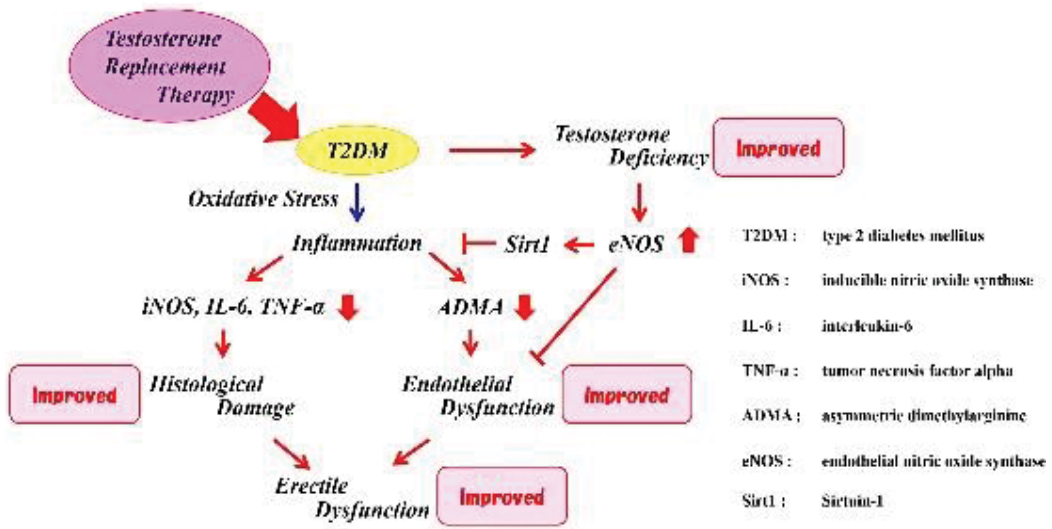 Testosterone
Replacement
Therapy
T2DM
Testosterone
Deficiency
Improved
Oxidative Stress
Inflammation
Sirt1
eNOS
iNOS, IL-6, TNF-α
ADMA
Improved
Histological
Damage
Endothelial
Dysfunction
Improved
Erectile
Dysfunction
Improved
T2DM : type 2 diabetes mellitus
iNOS : inducible nitric oxide synthase
IL-6 : interleukin-6
TNF-α : tumor necrosis factor alpha
ADMA : asymmetric dimethylarginine
eNOS : endothelial nitric oxide synthase
Sirt1 : Sirtuin-1